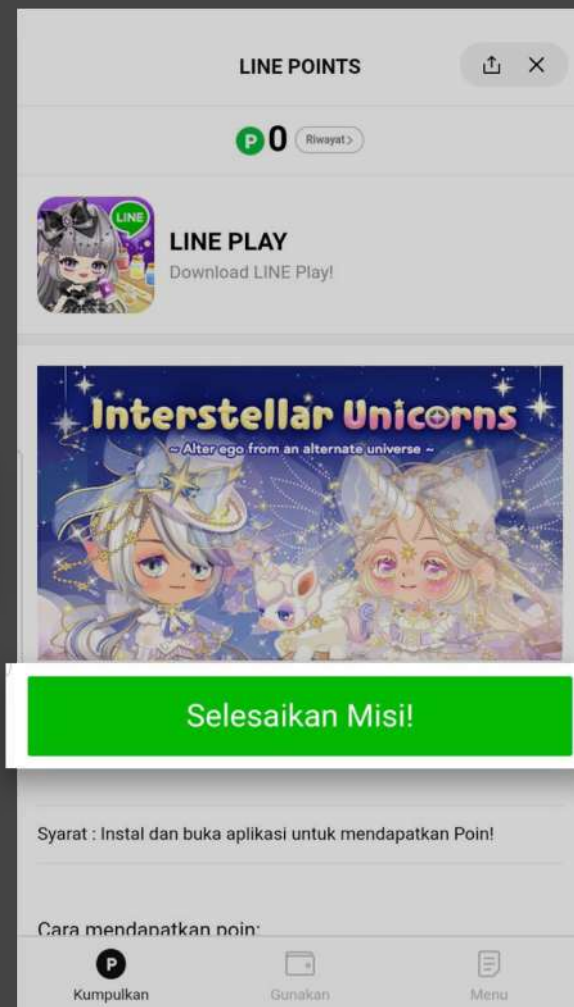 LINE POINTS
P 0 Riwayat >
LINE
LINE PLAY
Download LINE Play!
Interstellar Unicorns
~ Alter ego from an alternate universe ~
Selesaikan Misi!
Syarat : Instal dan buka aplikasi untuk mendapatkan Poin!
Cara mendapatkan poin:
P
Kumpulkan
Gunakan
Menu